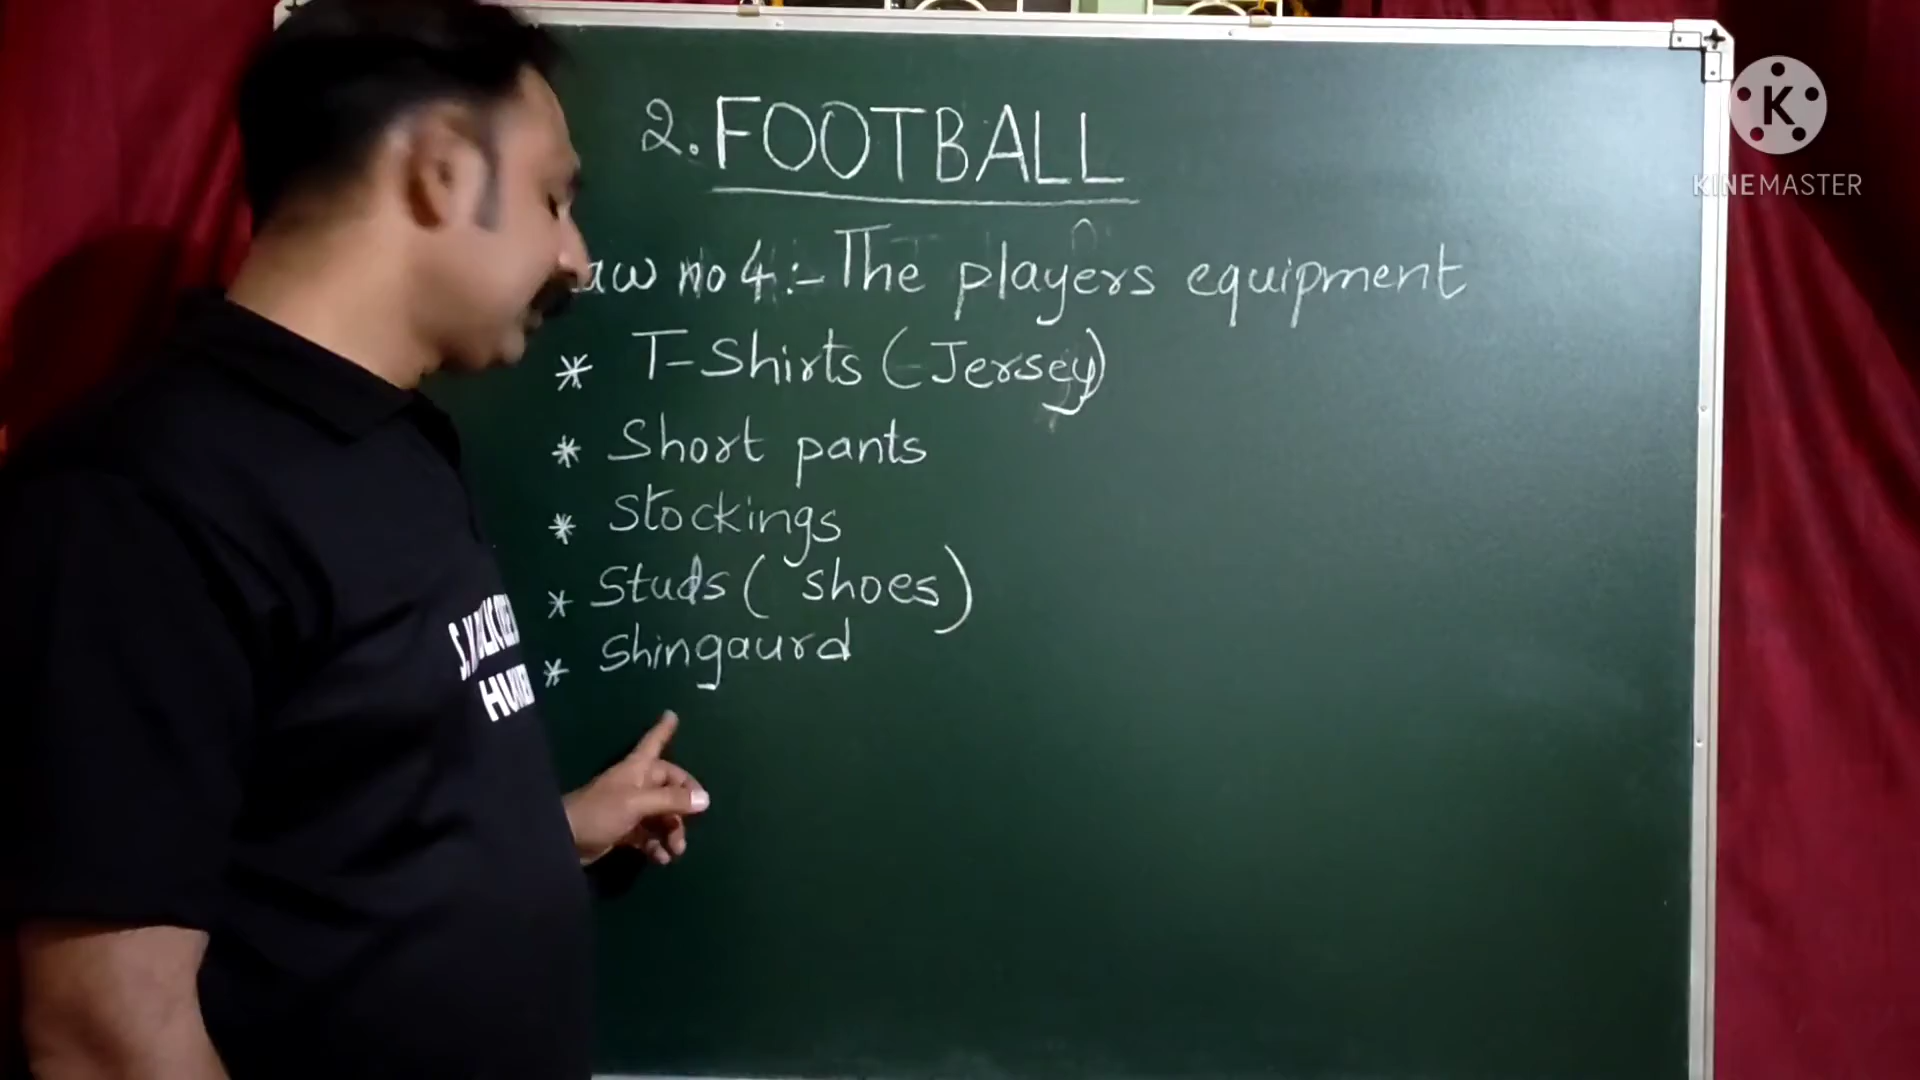 2. FOOTBALL
aw no 4:- The players equipment
* T-Shirts (Jersey)
* Short pants
* Stockings
* Studs ( shoes)
* Shingaurd
K
KINEMASTER